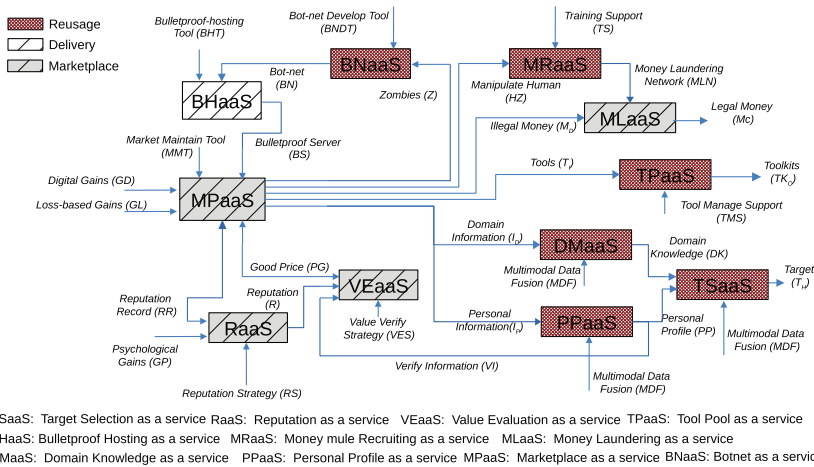 Reusage
Delivery
Marketplace
Bulletproof-hosting
Tool (BHT)
Bot-net Develop Tool
(BNDT)
Training Support
(TS)
BNaaS
MRaaS
Bot-net
(BN)
Zombies (Z)
Manipulate Human
(HZ)
Money Laundering
Network (MLN)
BHaaS
Legal Money
(Mc)
MLaaS
Illegal Money (MD)
Market Maintain Tool
(MMT)
Bulletproof Server
(BS)
Tools (Tr)
Toolkits
(TKO)
TPaaS
Digital Gains (GD)
Loss-based Gains (GL)
MPaaS
Tool Manage Support
(TMS)
Domain
Information (ID)
DMaaS
Domain
Knowledge (DK)
Good Price (PG)
Multimodal Data
Fusion (MDF)
VEaaS
TSaaS
Target
(TH)
Reputation
Record (RR)
Reputation
(R)
RaaS
Value Verify
Strategy (VES)
Personal
Information(IP)
PPaaS
Personal
Profile (PP)
Multimodal Data
Fusion (MDF)
Psychological
Gains (GP)
Verify Information (VI)
Multimodal Data
Fusion (MDF)
Reputation Strategy (RS)
SaaS: Target Selection as a service RaaS: Reputation as a service VEaaS: Value Evaluation as a service TPaaS: Tool Pool as a service
HaaS: Bulletproof Hosting as a service MRaaS: Money mule Recruiting as a service MLaaS: Money Laundering as a service
MaaS: Domain Knowledge as a service PPaaS: Personal Profile as a service MPaaS: Marketplace as a service BNaaS: Botnet as a servic